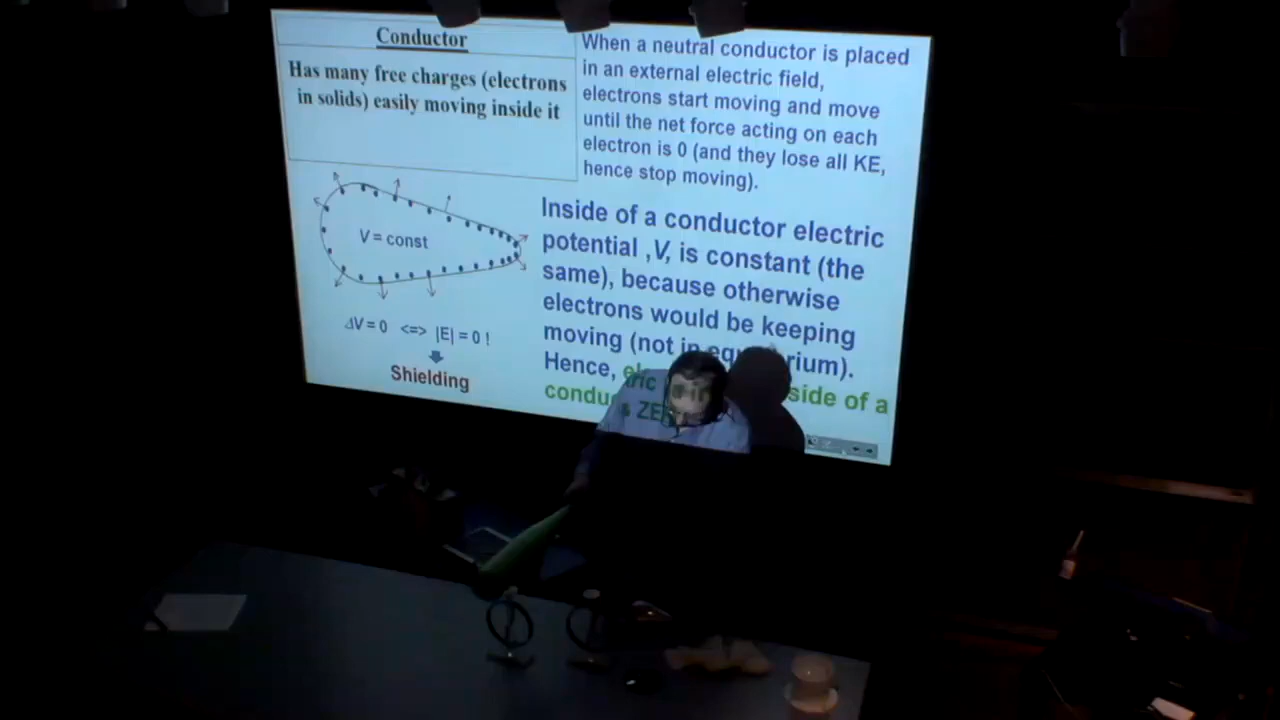 Conductor
Has many free charges (electrons
in solids) easily moving inside it
When a neutral conductor is placed
in an external electric field,
electrons start moving and move
until the net force acting on each
electron is 0 (and they lose all KE,
hence stop moving).
V = const
ΔV = 0 <=> |E| = 0 !
Shielding
Inside of a conductor electric
potential ,V, is constant (the
same), because otherwise
electrons would be keeping
moving (not in
Hence, side of a
ZE